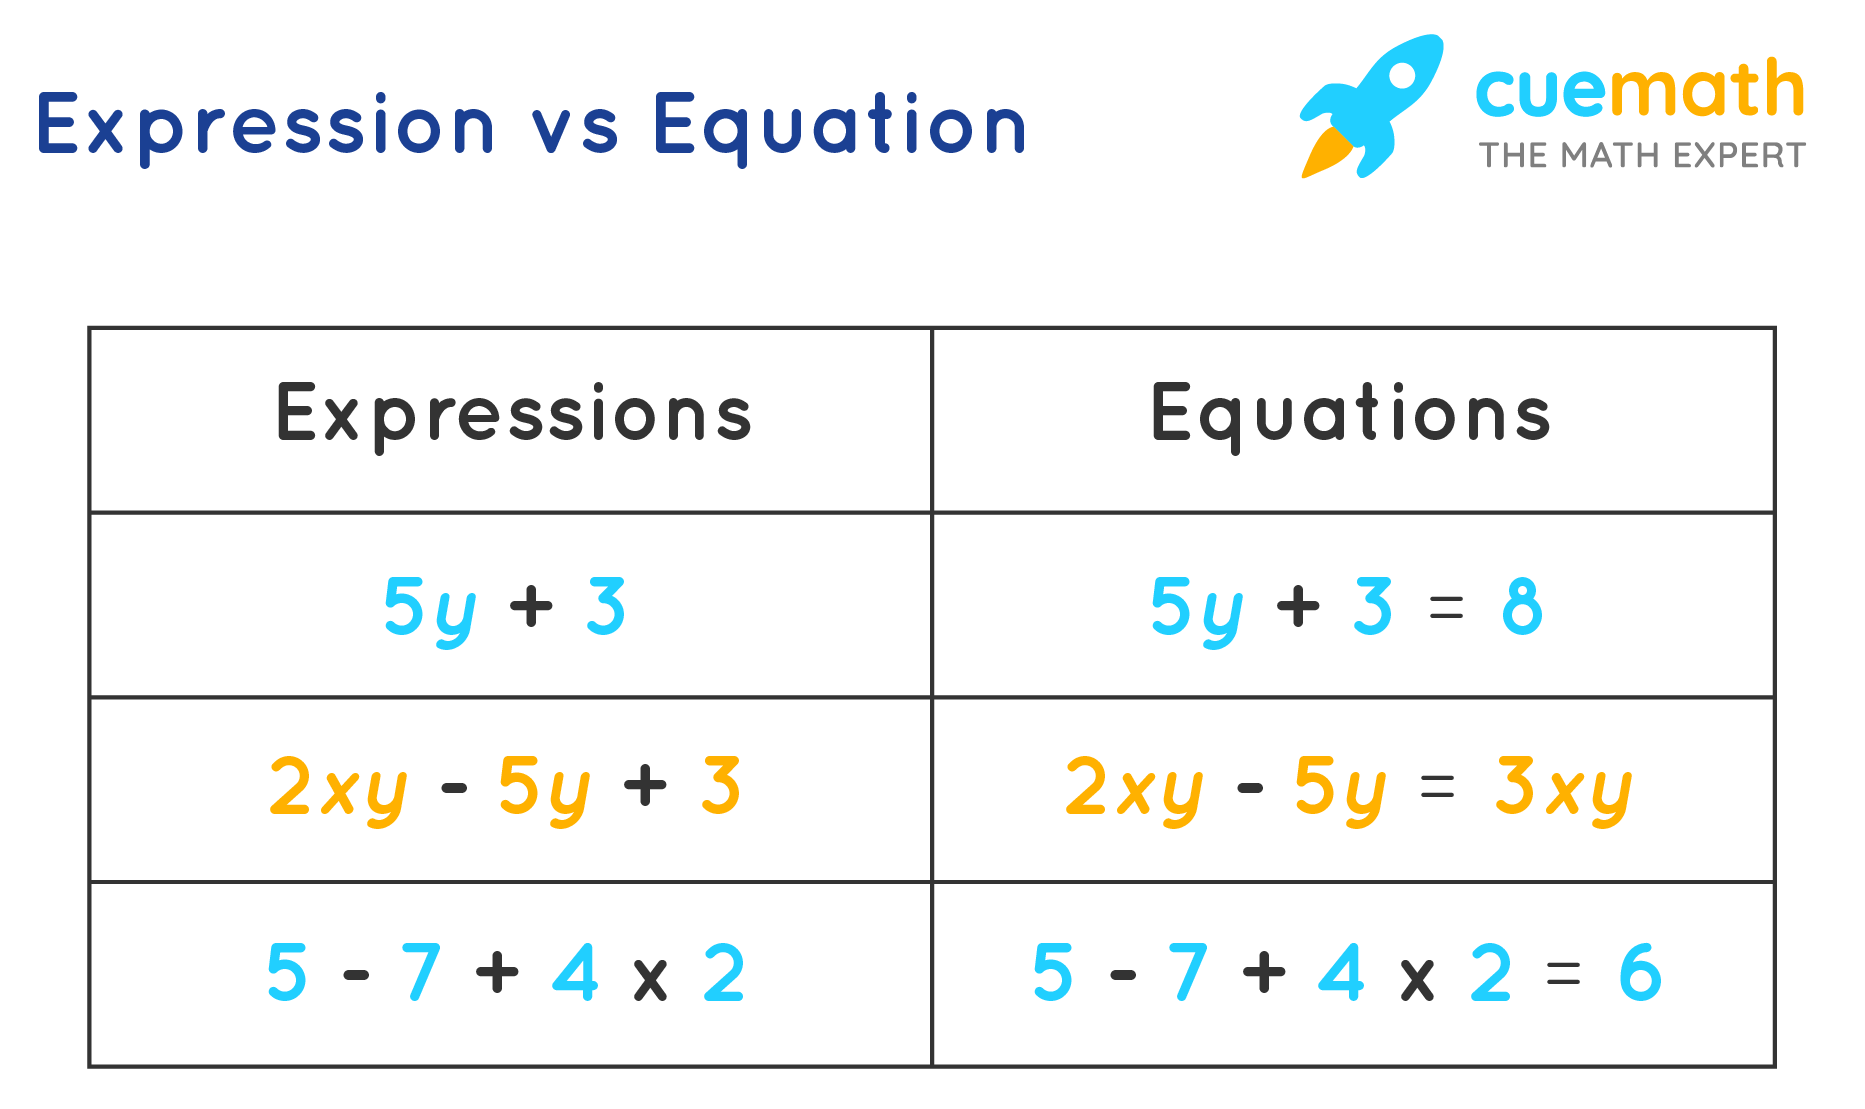 Expression vs Equation
cuemath
THE MATH EXPERT
Expressions Equations
5y + 3 5y + 3 = 8
2xy - 5y + 3 2xy - 5y = 3xy
5 - 7 + 4 x 2 5 - 7 + 4 x 2 = 6